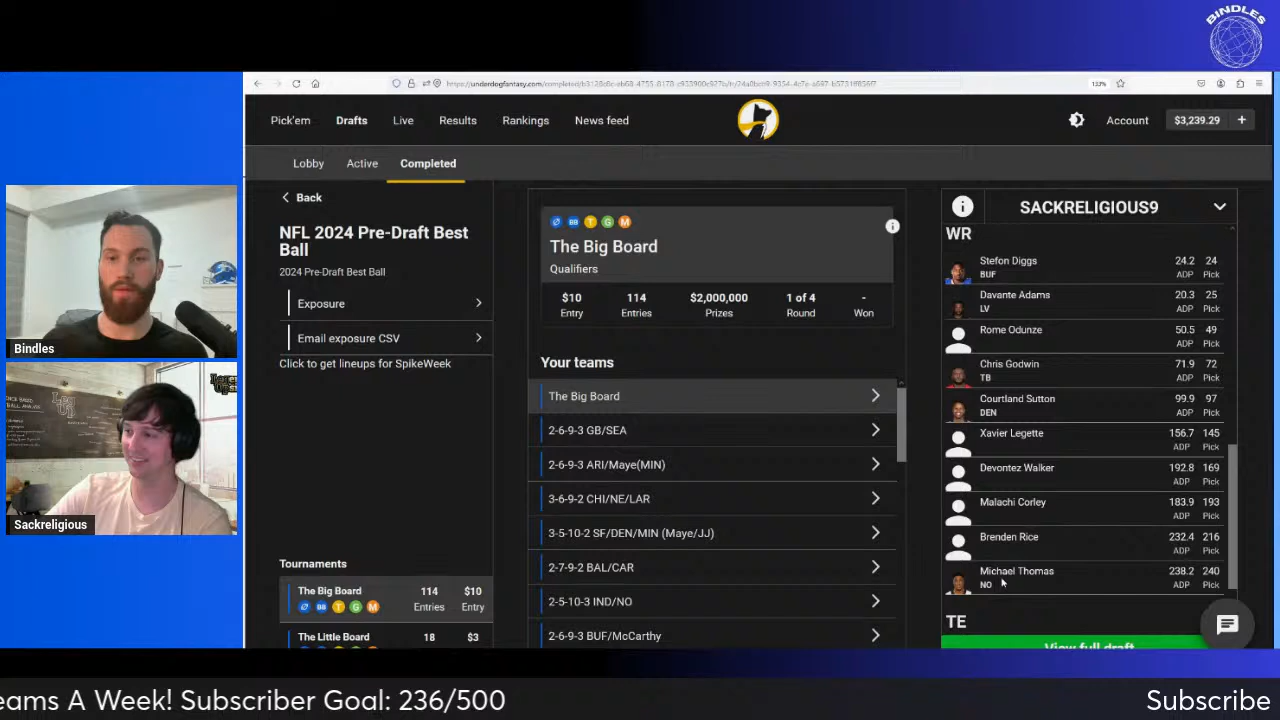 BINDLES
133%
Pick'em
Drafts
Live
Results
Rankings
News feed
Account
$3,239.29
+
Lobby
Active
Completed
Back
NFL 2024 Pre-Draft Best
Ball
2024 Pre-Draft Best Ball
Exposure
Email exposure CSV
Click to get lineups for SpikeWeek
Tournaments
The Big Board
114
$10
Entries
Entry
The Little Board
18
$3
BB T G M
The Big Board
Qualifiers
$10
114
$2,000,000
1 of 4
-
Entry
Entries
Prizes
Round
Won
Your teams
The Big Board
2-6-9-3 GB/SEA
2-6-9-3 ARI/Maye(MIN)
3-6-9-2 CHI/NE/LAR
3-5-10-2 SF/DEN/MIN (Maye/JJ)
2-7-9-2 BAL/CAR
2-5-10-3 IND/NO
2-6-9-3 BUF/McCarthy
SACKRELIGIOUS9
WR
Stefon Diggs 24.2 24
BUF ADP Pick
Davante Adams 20.3 25
LV ADP Pick
Rome Odunze 50.5 49
ADP Pick
Chris Godwin 71.9 72
TB ADP Pick
Courtland Sutton 99.9 97
DEN ADP Pick
Xavier Legette 156.7 145
ADP Pick
Devontez Walker 192.8 169
ADP Pick
Malachi Corley 183.9 193
ADP Pick
Brenden Rice 232.4 216
ADP Pick
Michael Thomas 238.2 240
NO ADP Pick
TE
View full draft
Bindles
Sackreligious
eams A Week! Subscriber Goal: 236/500
Subscribe